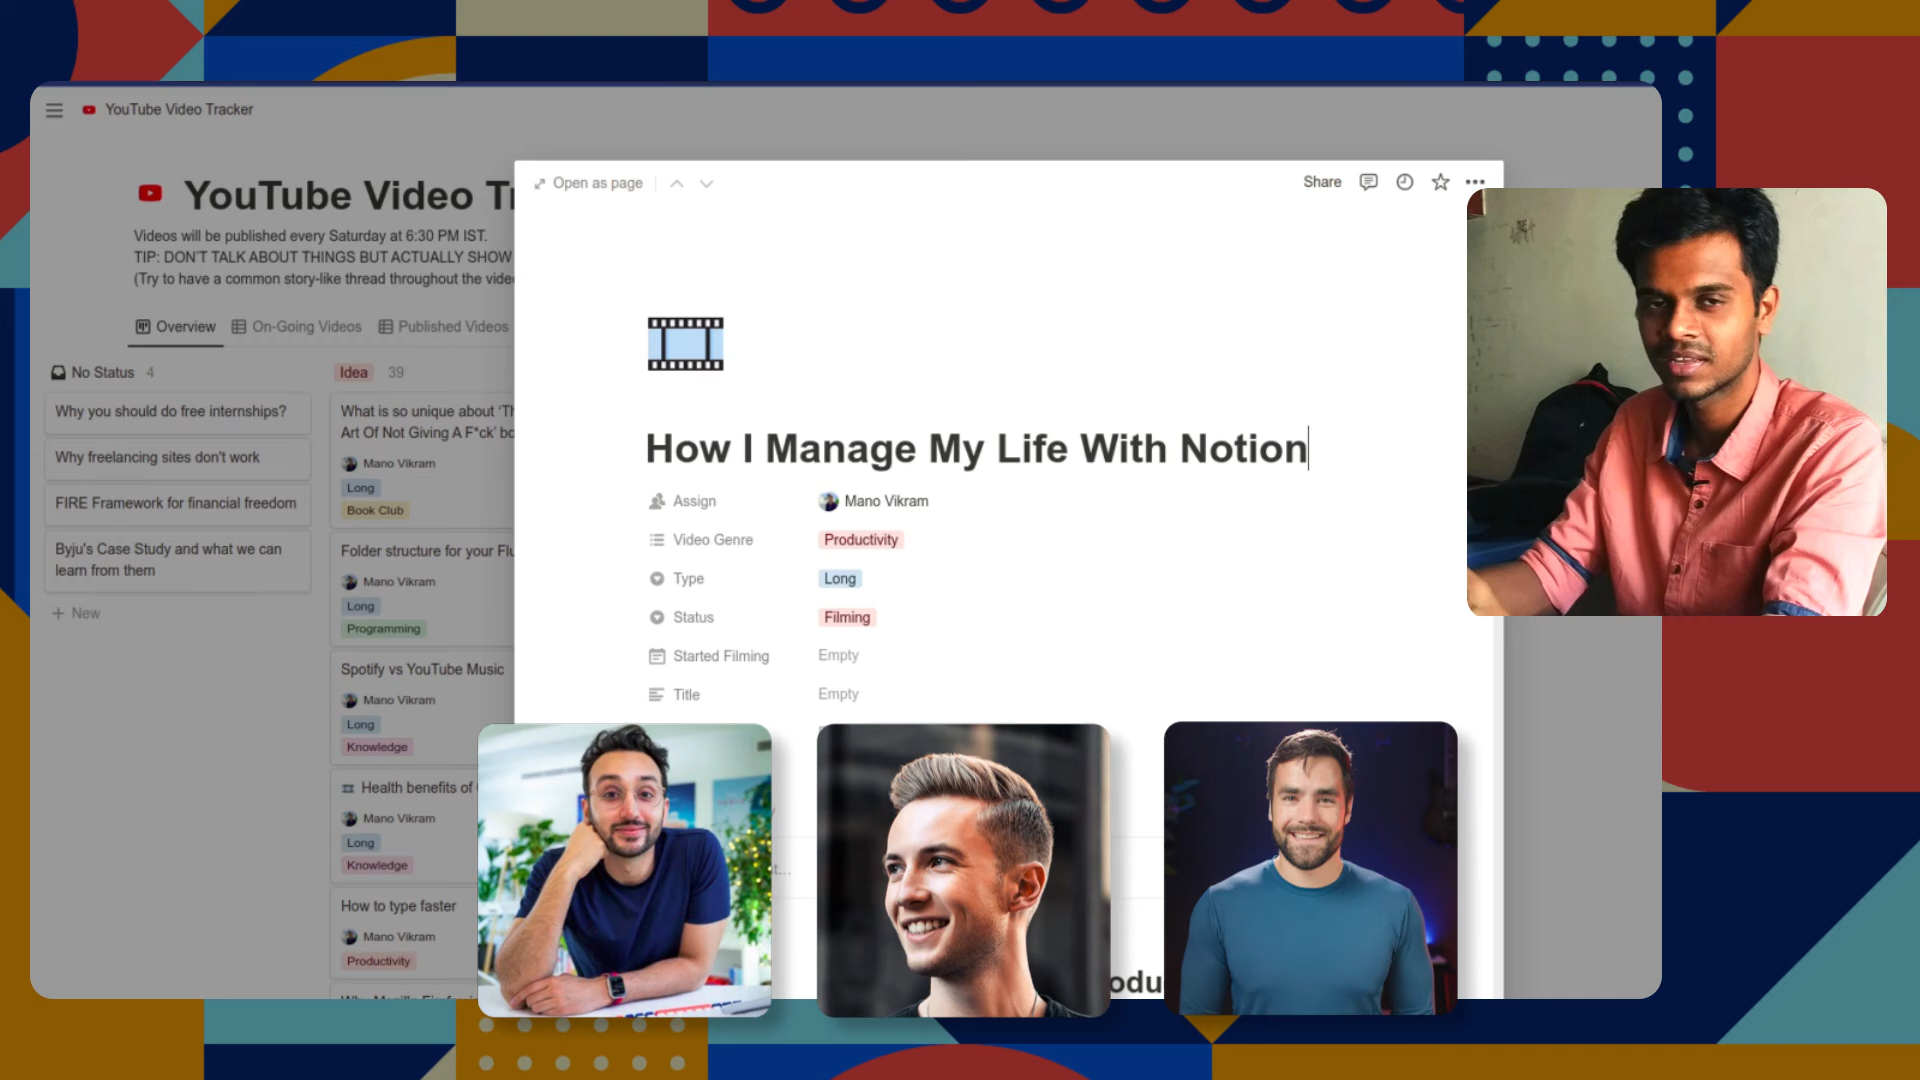 YouTube Video Tracker
YouTube Video
Videos will be published every Saturday at 6:30 PM IST.
TIP: DON'T TALK ABOUT THINGS BUT ACTUALLY SHOW
(Try to have a common story-like thread throughout the
Overview
On-Going Videos
Published Videos
No Status 4
Why you should do free internships?
Why freelancing sites don't work
FIRE Framework for financial freedom
Byju's Case Study and what we can
learn from them
+ New
Idea 39
What is so unique about
Art Of Not Giving A F*ck'
Mano Vikram
Long
Book Club
Folder structure for your
Mano Vikram
Long
Programming
Spotify vs YouTube Music
Mano Vikram
Long
Knowledge
Health benefits of
Mano Vikram
Long
Knowledge
How to type faster
Mano Vikram
Productivity
Open as page
Share
How I Manage My Life With Notion
Assign Mano Vikram
Video Genre Productivity
Type Long
Status Filming
Started Filming Empty
Title Empty